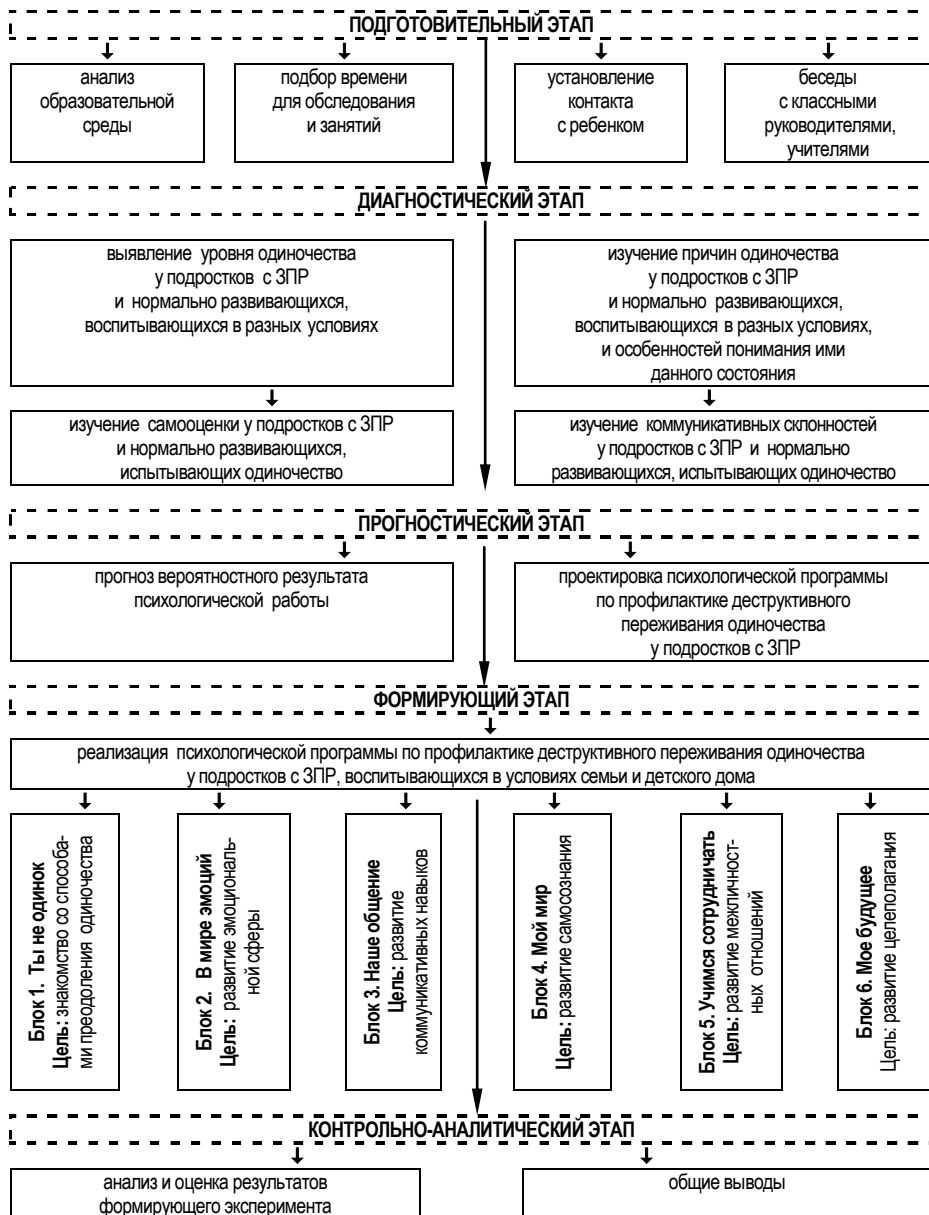 ПОДГОТОВИТЕЛЬНЫЙ ЭТАП
анализ
образовательной
среды
подбор времени
для обследования
и занятий
установление
контакта
с ребенком
беседы
с классными
руководителями,
учителями
ДИАГНОСТИЧЕСКИЙ ЭТАП
выявление уровня одиночества
у подростков с ЗПР
и нормально развивающихся,
воспитывающихся в разных условиях
изучение причин одиночества
у подростков с ЗПР
и нормально развивающихся,
воспитывающихся в разных условиях,
и особенностей понимания ими
данного состояния
изучение самооценки у подростков с ЗПР
и нормально развивающихся,
испытывающих одиночество
изучение коммуникативных склонностей
у подростков с ЗПР и нормально
развивающихся, испытывающих одиночество
ПРОГНОСТИЧЕСКИЙ ЭТАП
прогноз вероятностного результата
психологической работы
проектировка психологической программы
по профилактике деструктивного
переживания одиночества
у подростков с ЗПР
ФОРМИРУЮЩИЙ ЭТАП
реализация психологической программы по профилактике деструктивного переживания одиночества
у подростков с ЗПР, воспитывающихся в условиях семьи и детского дома
Блок 1. Ты не одинок
Цель: знакомство со способа-
ми преодоления одиночества
Блок 2. В мире эмоций
Цель: развитие эмоциональ-
ной сферы
Блок 3. Наше общение
Цель: развитие
коммуникативных навыков
Блок 4. Мой мир
Цель: развитие самосознания
Блок 5. Учимся сотрудничать
Цель: развитие межличност-
ных отношений
Блок 6. Мое будущее
Цель: развитие целеполагания
КОНТРОЛЬНО-АНАЛИТИЧЕСКИЙ ЭТАП
анализ и оценка результатов
формирующего эксперимента
общие выводы